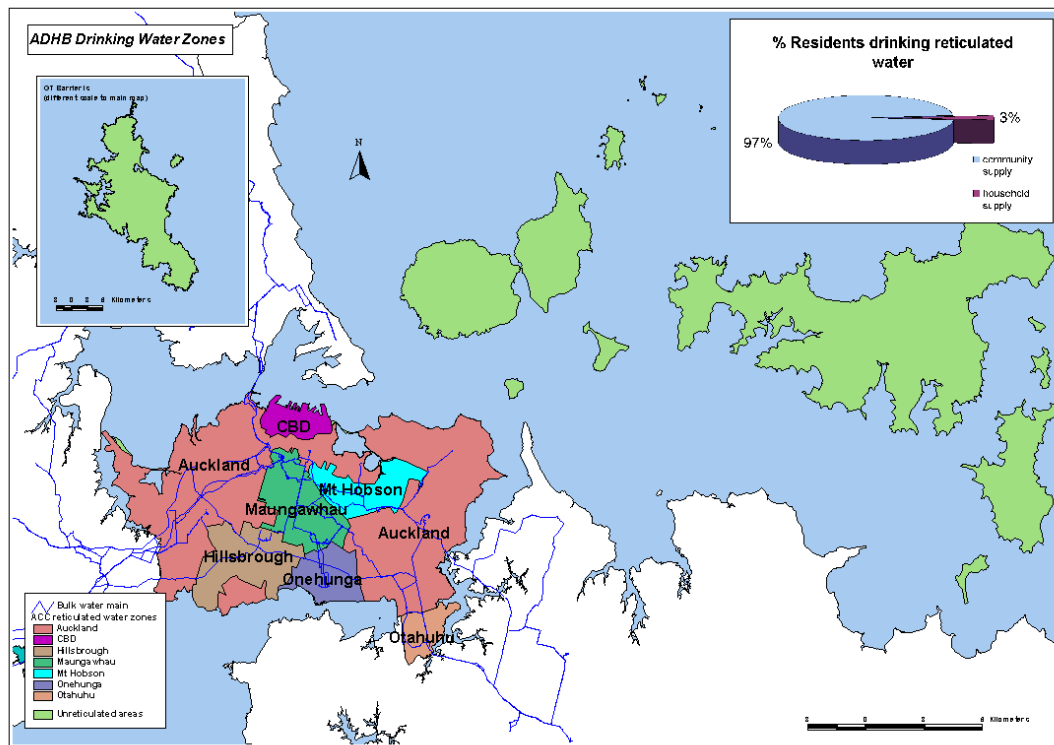 ADHB Drinking Water Zones
GT Barrier Is
(different scale to main map)
Kilometers
N
% Residents drinking reticulated
water
97%
3%
community
supply
household
supply
CBD
Auckland
Mt Hobson
Maungawhau
Auckland
Hillsbrough
Onehunga
Otahuhu
Bulk water main
ACC reticulated water zones
Auckland
CBD
Hillsbrough
Maungawhau
Mt Hobson
Onehunga
Otahuhu
Unreticulated areas
Kilometers